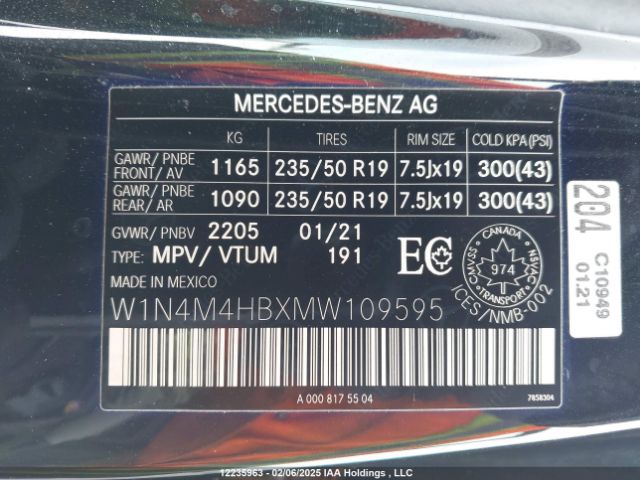 MERCEDES-BENZ AG
KG TIRES RIM SIZE COLD KPA(PSI)
GAWR/ PNBE FRONT/ AV 1165 235/50 R19 7.5Jx19 300(43)
GAWR/ PNBE REAR/ AR 1090 235/50 R19 7.5Jx19 300(43)
GVWR/ PNBV 2205 01/21
TYPE: MPV/ VTUM 191
MADE IN MEXICO
EC
CANADA
CMVSS NSVAC
974
TRANSPORT
ICES/NMB-002
W1N4M4HBXMW109595
A 000 817 55 04
7858304
204
C10949
01.21
12235963 - 02/06/2025 IAA Holdings , LLC